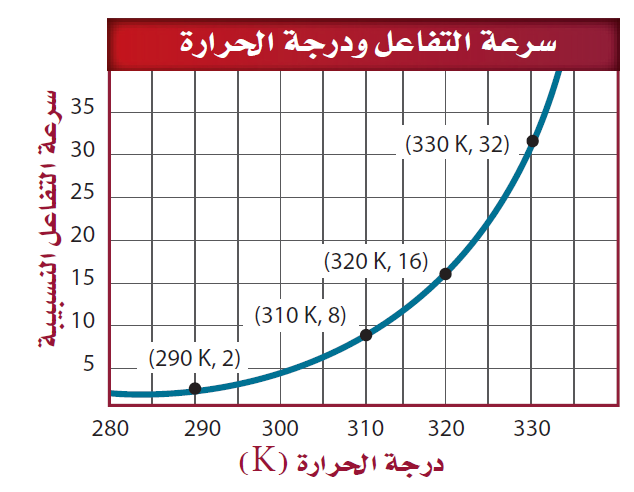 سرعة التفاعل ودرجة الحرارة
سرعة التفاعل النسبيبة
35
30
25
20
15
10
5
(330 K, 32)
(320 K, 16)
(310 K, 8)
(290 K, 2)
280 290 300 310 320 330
درجة الحرارة (K)